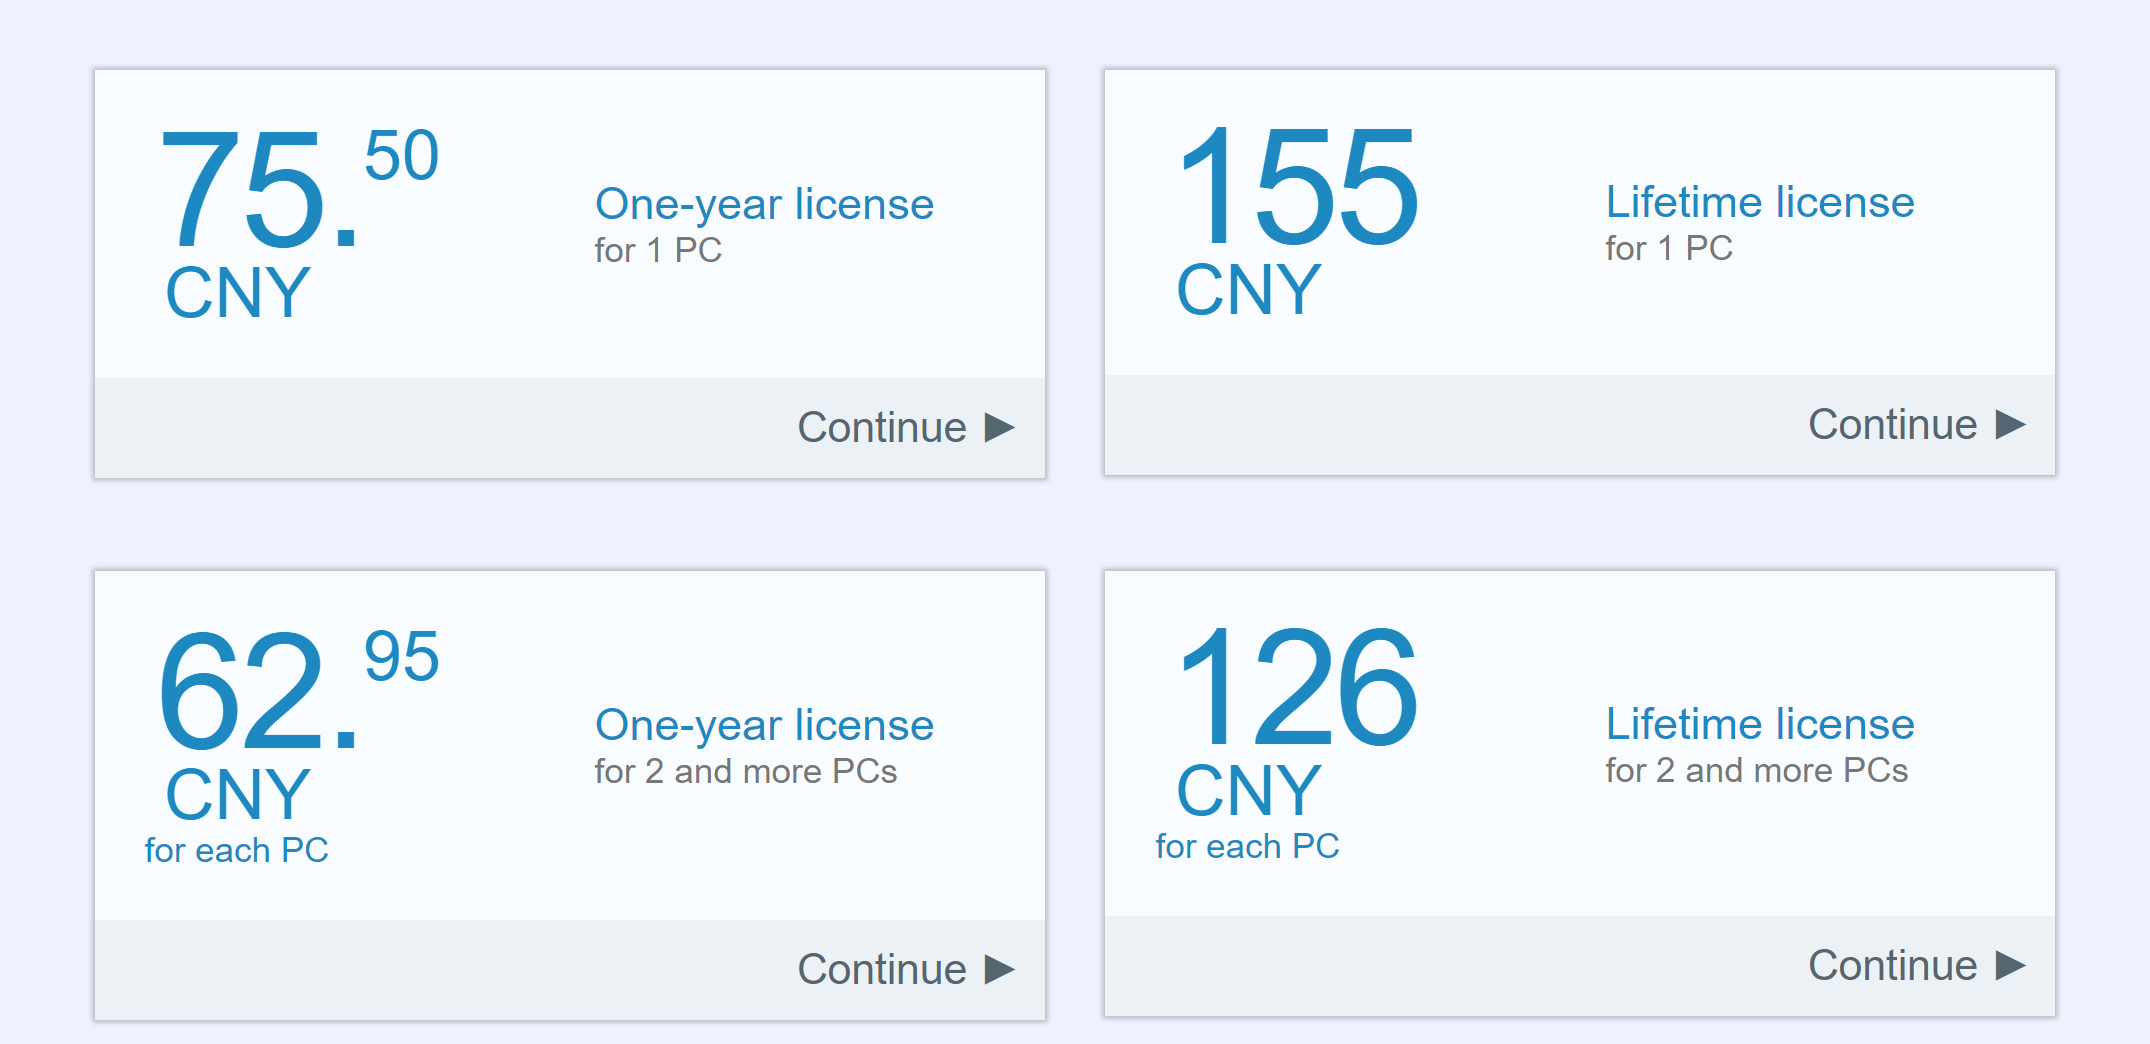 75.50
CNY
One-year license
for 1 PC
Continue ►
155
CNY
Lifetime license
for 1 PC
Continue ►
62.95
CNY
for each PC
One-year license
for 2 and more PCs
Continue ►
126
CNY
for each PC
Lifetime license
for 2 and more PCs
Continue ►